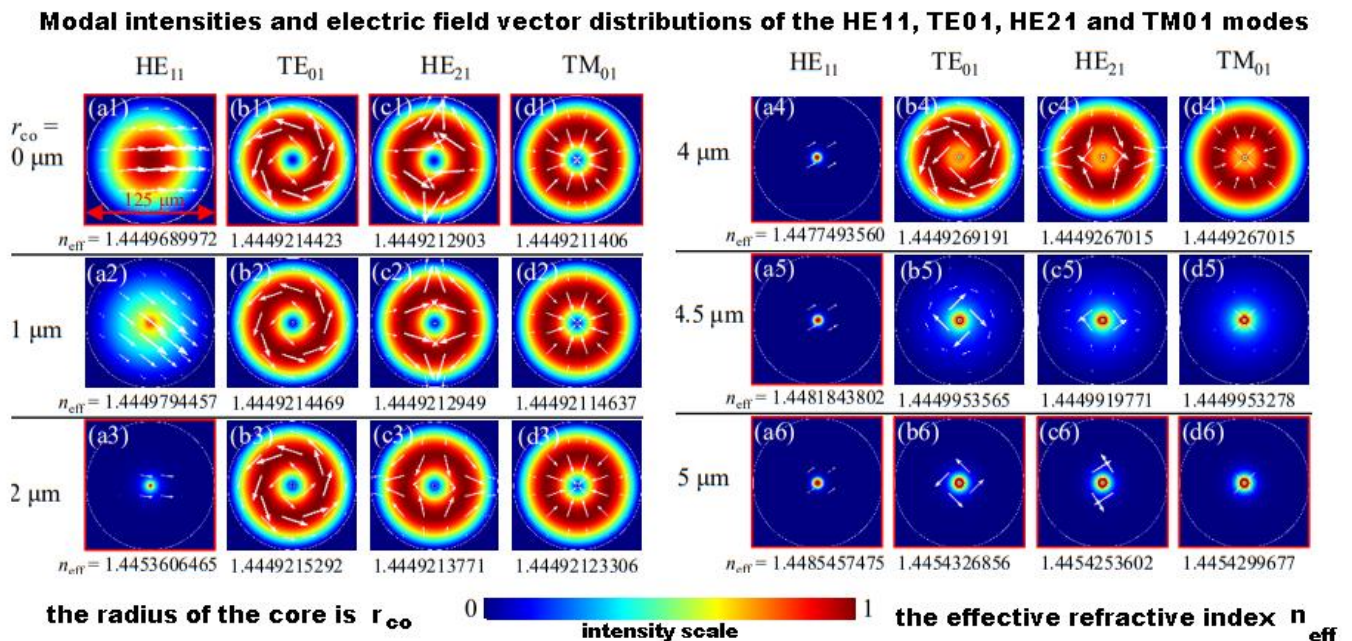 Modal intensities and electric field vector distributions of the HE11, TE01, HE21 and TM01 modes
HE11 TE01 HE21 TM01
HE11 TE01 HE21 TM01
rco =
0 μm
(a1) (b1) (c1) (d1)
125 μm
neff = 1.4449689972 1.4449214423 1.4449212903 1.4449211406
4 μm
(a4) (b4) (c4) (d4)
neff = 1.4477493560 1.4449269191 1.4449267015 1.4449267015
1 μm
(a2) (b2) (c2) (d2)
neff = 1.4449794457 1.4449214469 1.4449212949 1.44492114637
4.5 μm
(a5) (b5) (c5) (d5)
neff = 1.4481843802 1.4449953565 1.4449919771 1.4449953278
2 μm
(a3) (b3) (c3) (d3)
neff = 1.4453606465 1.4449215292 1.4449213771 1.44492123306
5 μm
(a6) (b6) (c6) (d6)
neff = 1.4485457475 1.4454326856 1.4454253602 1.4454299677
the radius of the core is rco
0 1
intensity scale
the effective refractive index neff